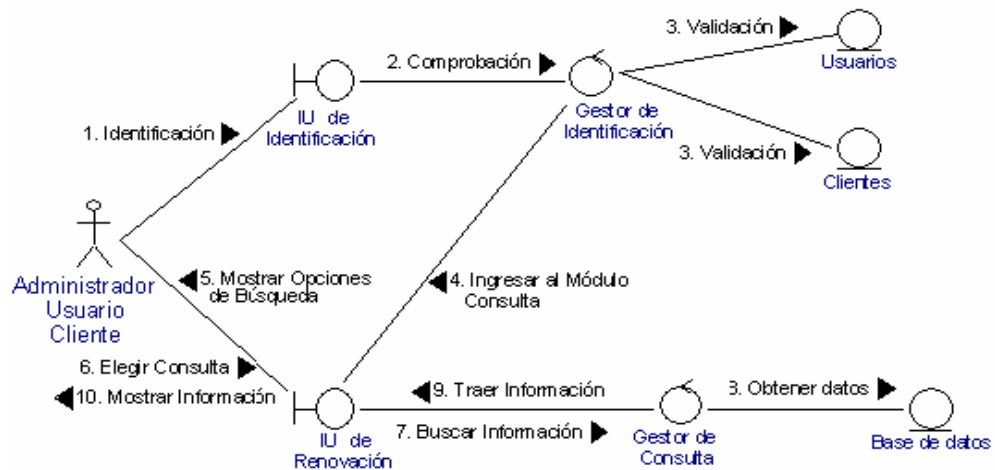 3. Validación
Usuarios
2. Comprobación
IU de
Identificación
Gestor de
Identificación
1. Identificación
3. Validación
Clientes
Administrador
Usuario
Cliente
5. Mostrar Opciones
de Búsqueda
4. Ingresar al Módulo
Consulta
6. Elegir Consulta
10. Mostrar Información
9. Traer Información
3. Obtener datos
7. Buscar Información
IU de
Renovación
Gestor de
Consulta
Base de datos